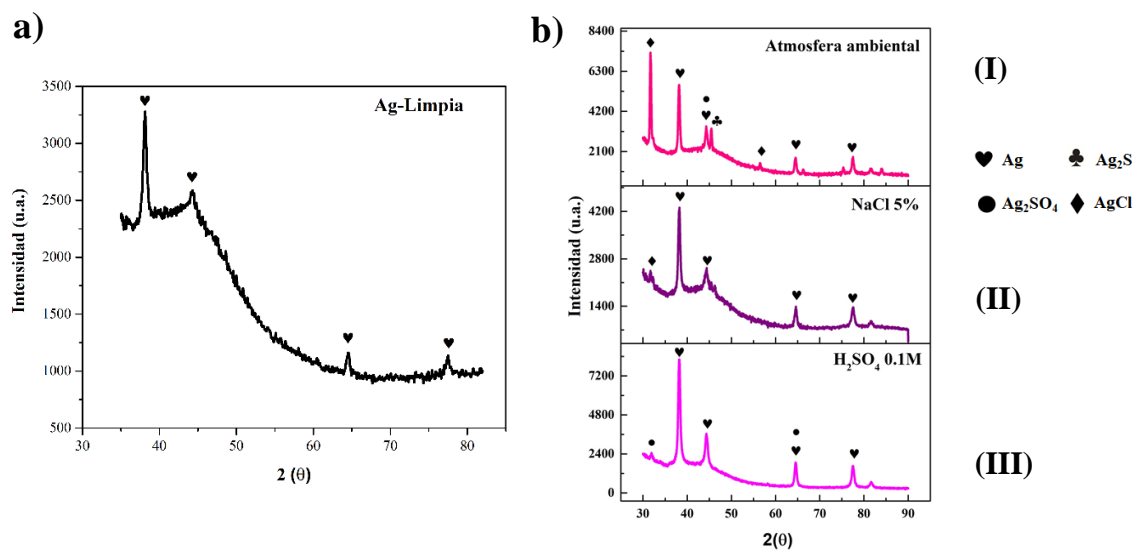 a)
Ag-Limpia
Intensidad (u.a.)
3500
3000
2500
2000
1500
1000
500
30 40 50 60 70 80
2 (θ)
b)
Atmosfera ambiental
8400
6300
4200
2100
(I)
♥ Ag ♣ Ag₂S
● Ag₂SO₄ ♦ AgCl
NaCl 5%
Intensidad (u.a.)
4200
2800
1400
(II)
H₂SO₄ 0.1M
7200
4800
2400
0
(III)
30 40 50 60 70 80 90
2(θ)